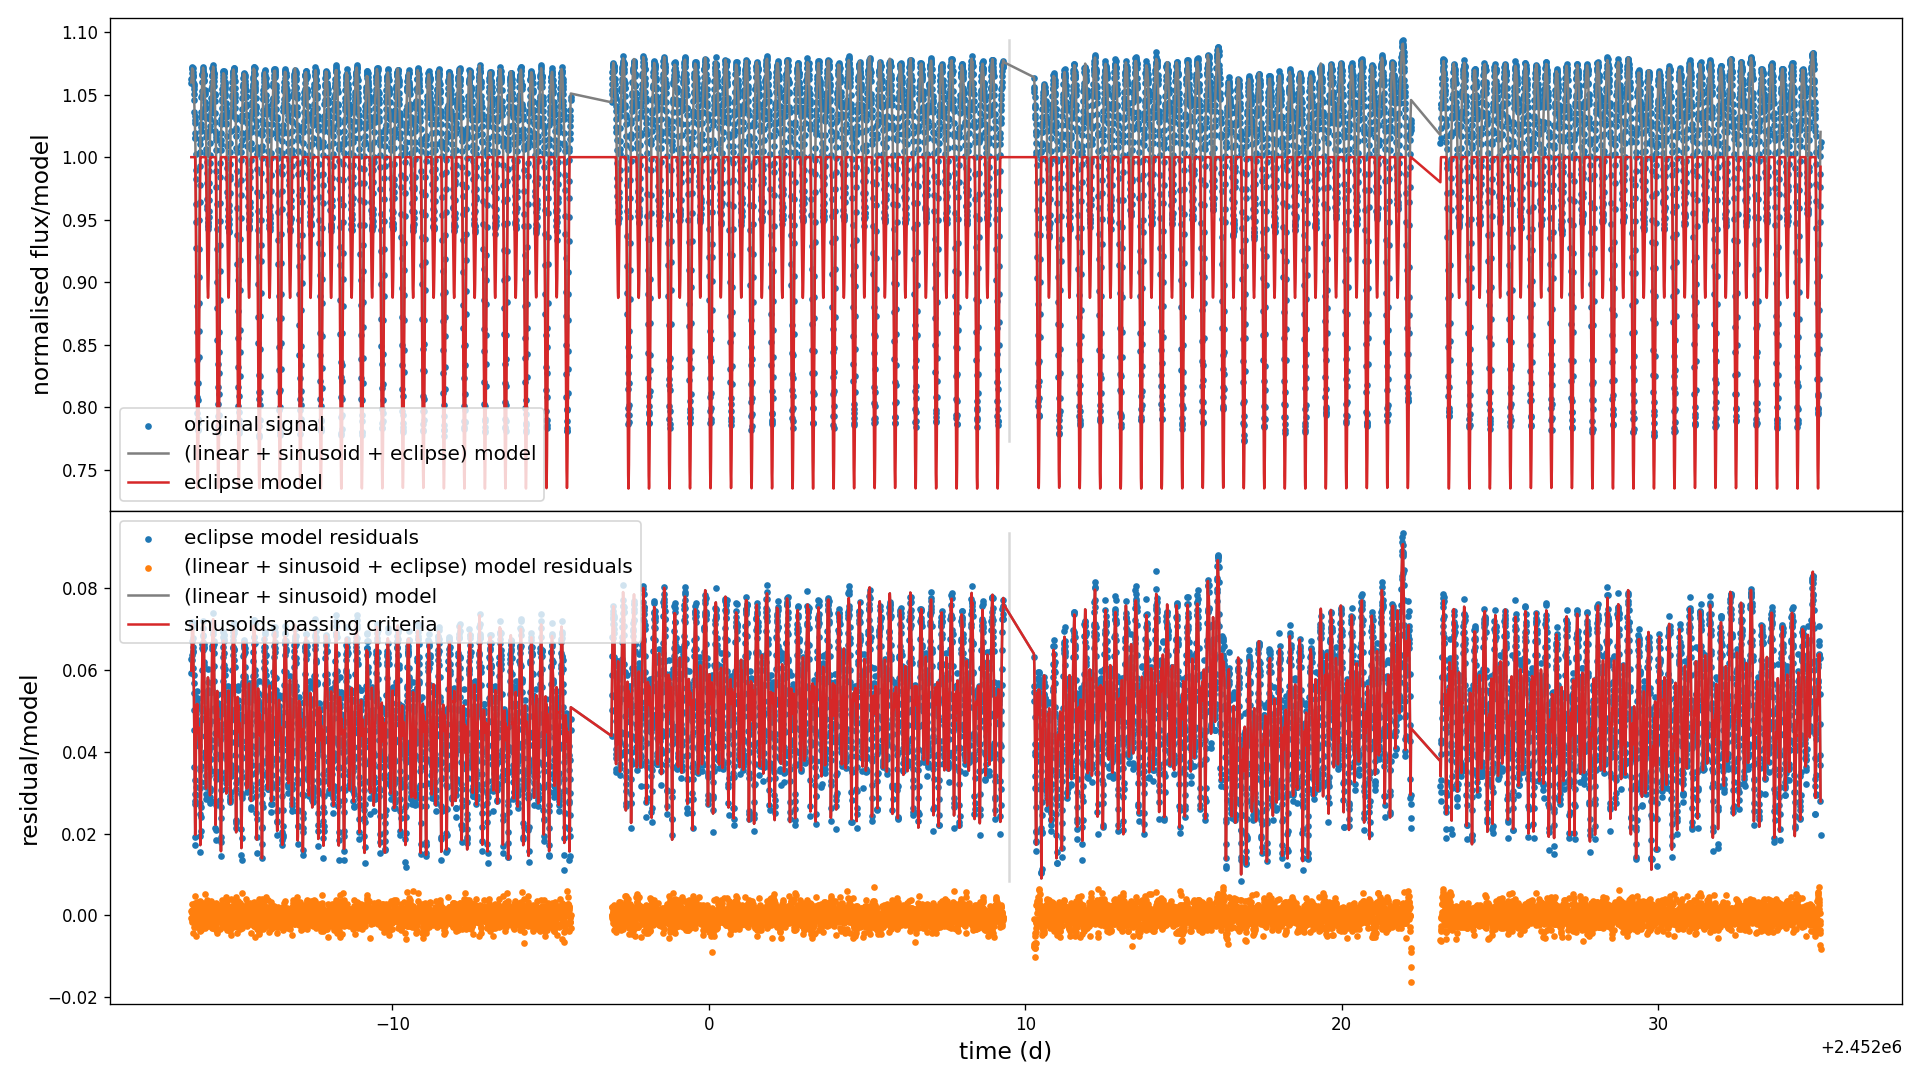 1.10
1.05
1.00
0.95
0.90
0.85
0.80
0.75
normalised flux/model
original signal
(linear + sinusoid + eclipse) model
eclipse model
0.08
0.06
0.04
0.02
0.00
−0.02
residual/model
eclipse model residuals
(linear + sinusoid + eclipse) model residuals
(linear + sinusoid) model
sinusoids passing criteria
−10 0 10 20 30
time (d)
+2.452e6